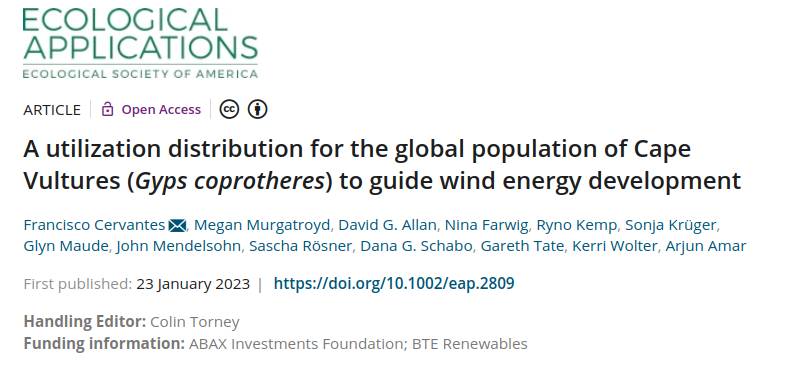 ECOLOGICAL
APPLICATIONS
ECOLOGICAL SOCIETY OF AMERICA
ARTICLE | Open Access | cc
A utilization distribution for the global population of Cape
Vultures (Gyps coprotheres) to guide wind energy development
Francisco Cervantes, Megan Murgatroyd, David G. Allan, Nina Farwig, Ryno Kemp, Sonja Krüger,
Glyn Maude, John Mendelsohn, Sascha Rösner, Dana G. Schabo, Gareth Tate, Kerri Wolter, Arjun Amar
First published: 23 January 2023 | https://doi.org/10.1002/eap.2809
Handling Editor: Colin Torney
Funding information: ABAX Investments Foundation; BTE Renewables